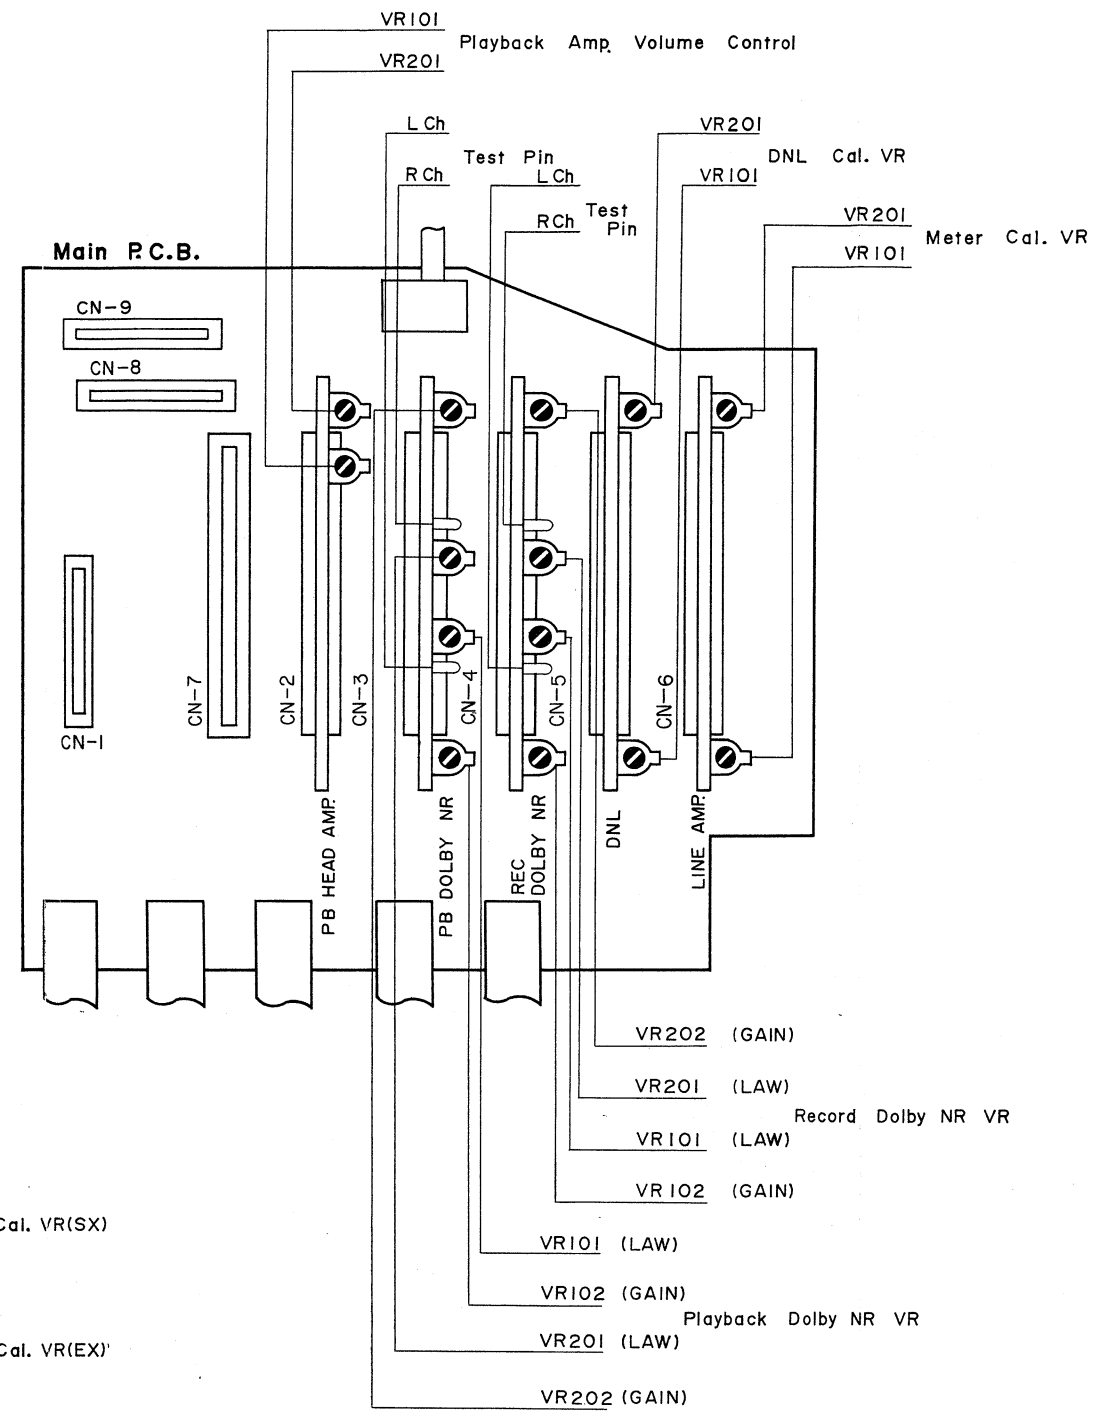 VR101
Playback Amp. Volume Control
VR201
L Ch
VR201
Test Pin
DNL Cal. VR
R Ch
L Ch
VR101
Test
Pin
R Ch
VR201
Meter Cal. VR
VR101
Main P.C.B.
CN-9
CN-8
CN-7
CN-2
CN-3
CN-4
CN-5
CN-6
CN-1
PB HEAD AMP.
PB DOLBY NR
REC
DOLBY NR
DNL
LINE AMP.
VR202 (GAIN)
VR201 (LAW)
Record Dolby NR VR
VR101 (LAW)
VR102 (GAIN)
Cal. VR(SX)
VR101 (LAW)
VR102 (GAIN)
Playback Dolby NR VR
VR201 (LAW)
Cal. VR(EX)
VR202 (GAIN)